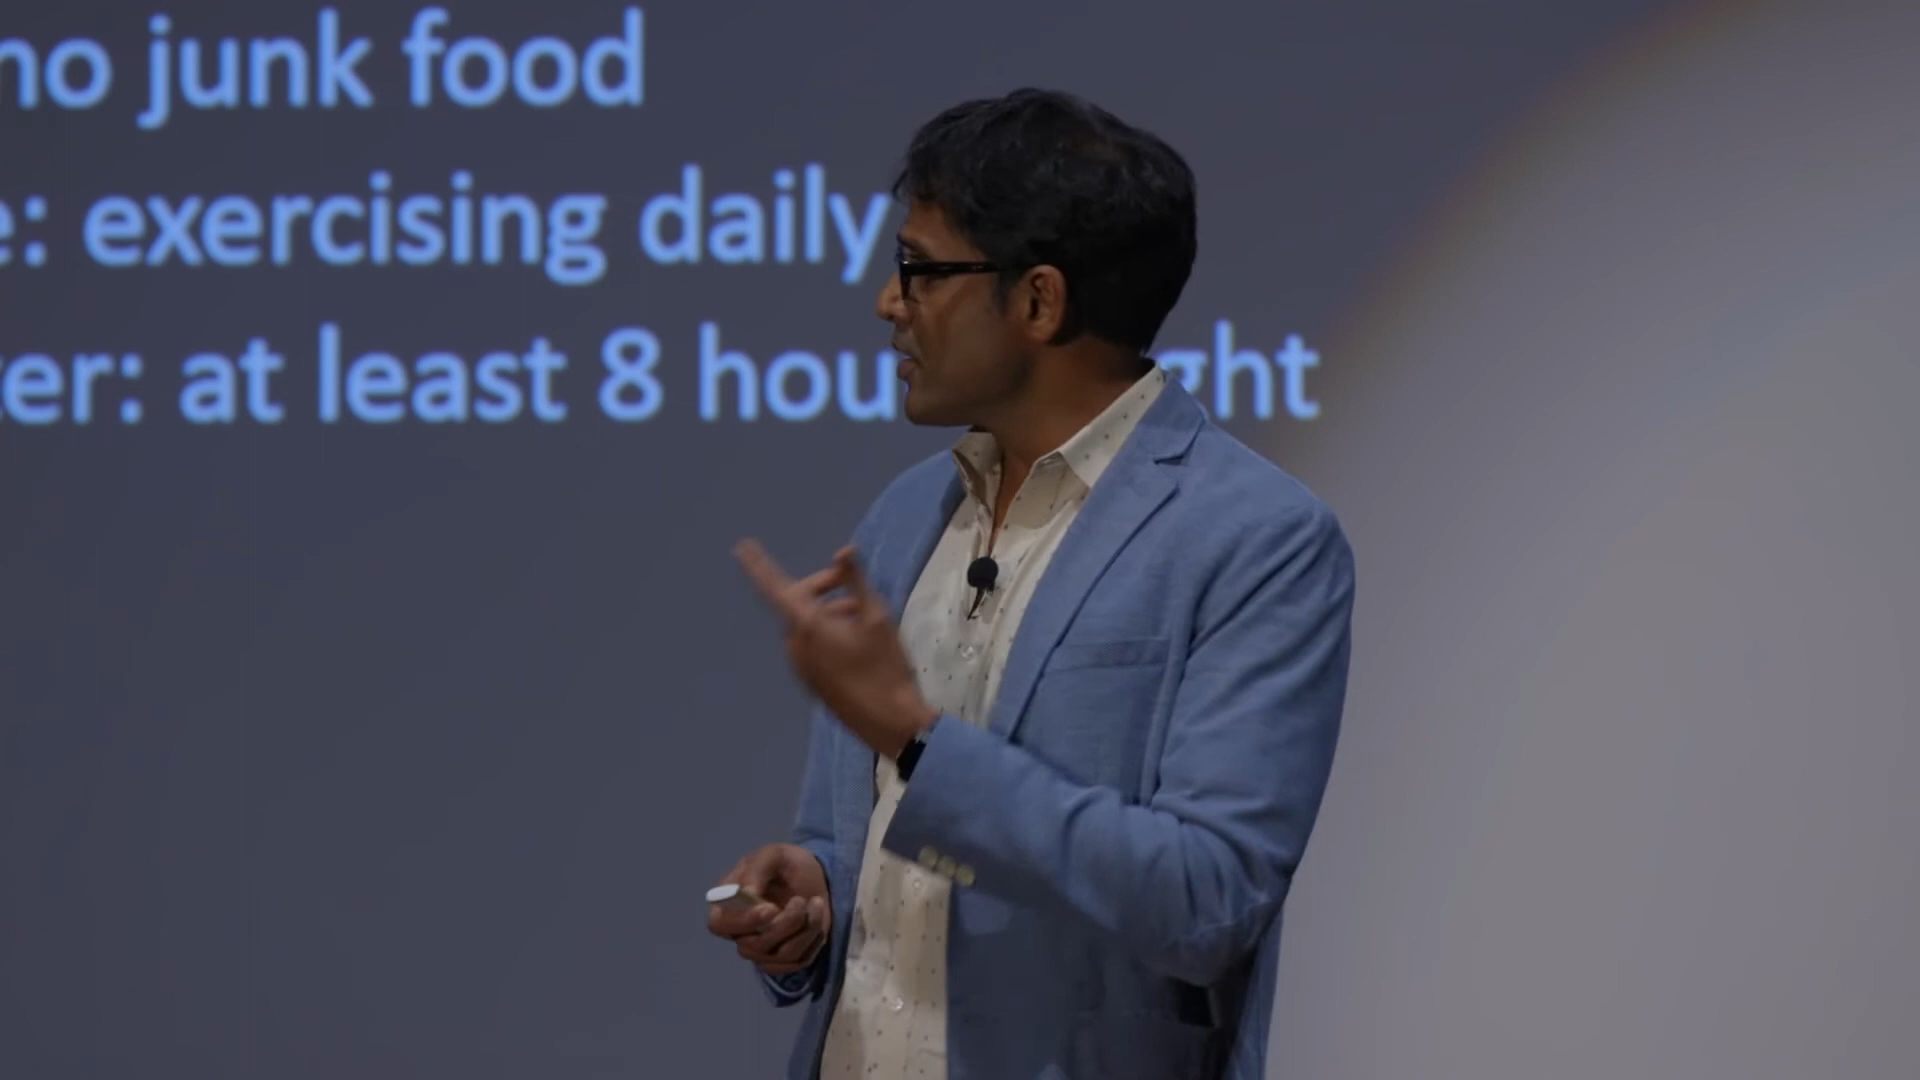 no junk food
e: exercising daily
er: at least 8 hou ght